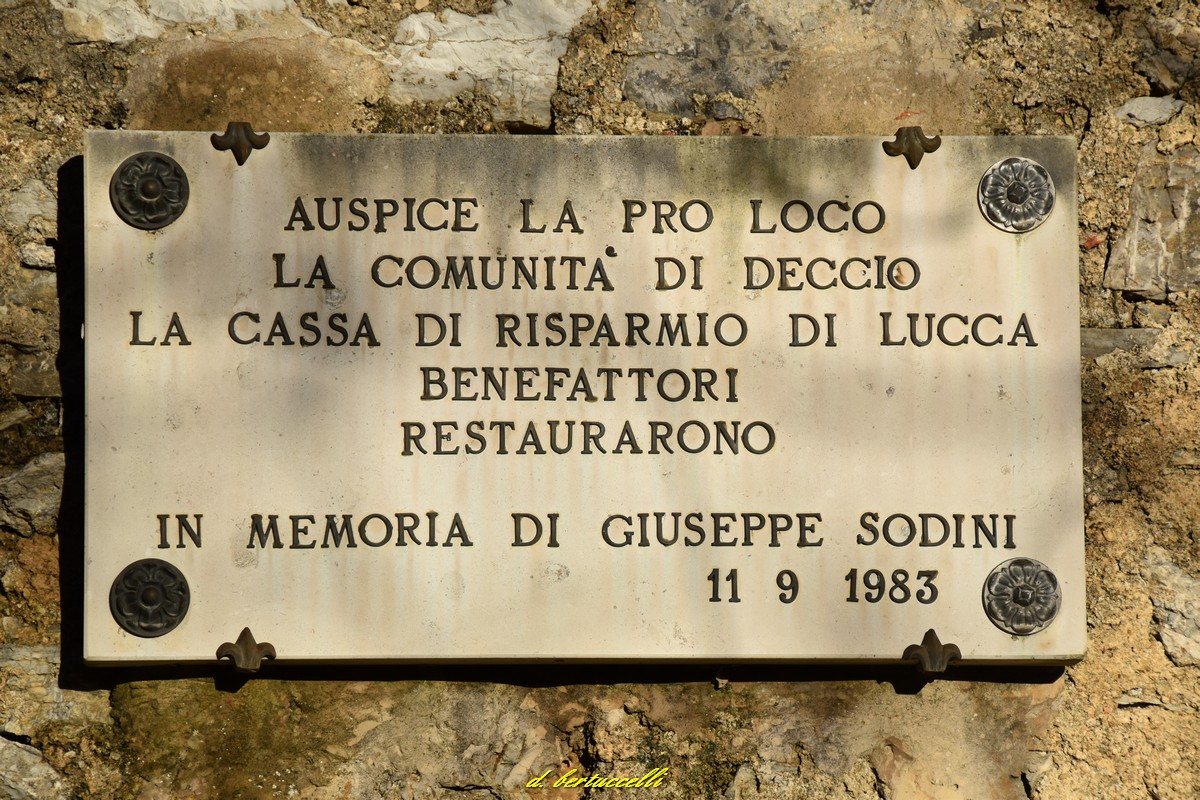 AUSPICE LA PRO LOCO
LA COMUNITÀ DI DECCIO
LA CASSA DI RISPARMIO DI LUCCA
BENEFATTORI
RESTAURARONO
IN MEMORIA DI GIUSEPPE SODINI
11 9 1983
d. bertuccelli